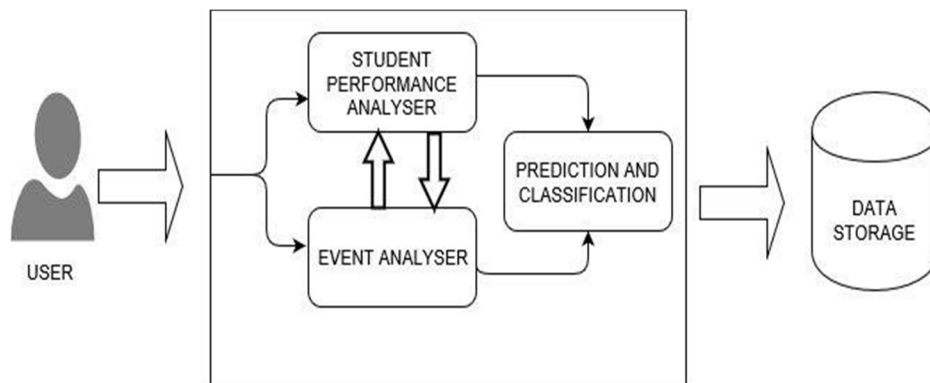 STUDENT
PERFORMANCE
ANALYSER
PREDICTION AND
CLASSIFICATION
EVENT ANALYSER
USER
DATA
STORAGE